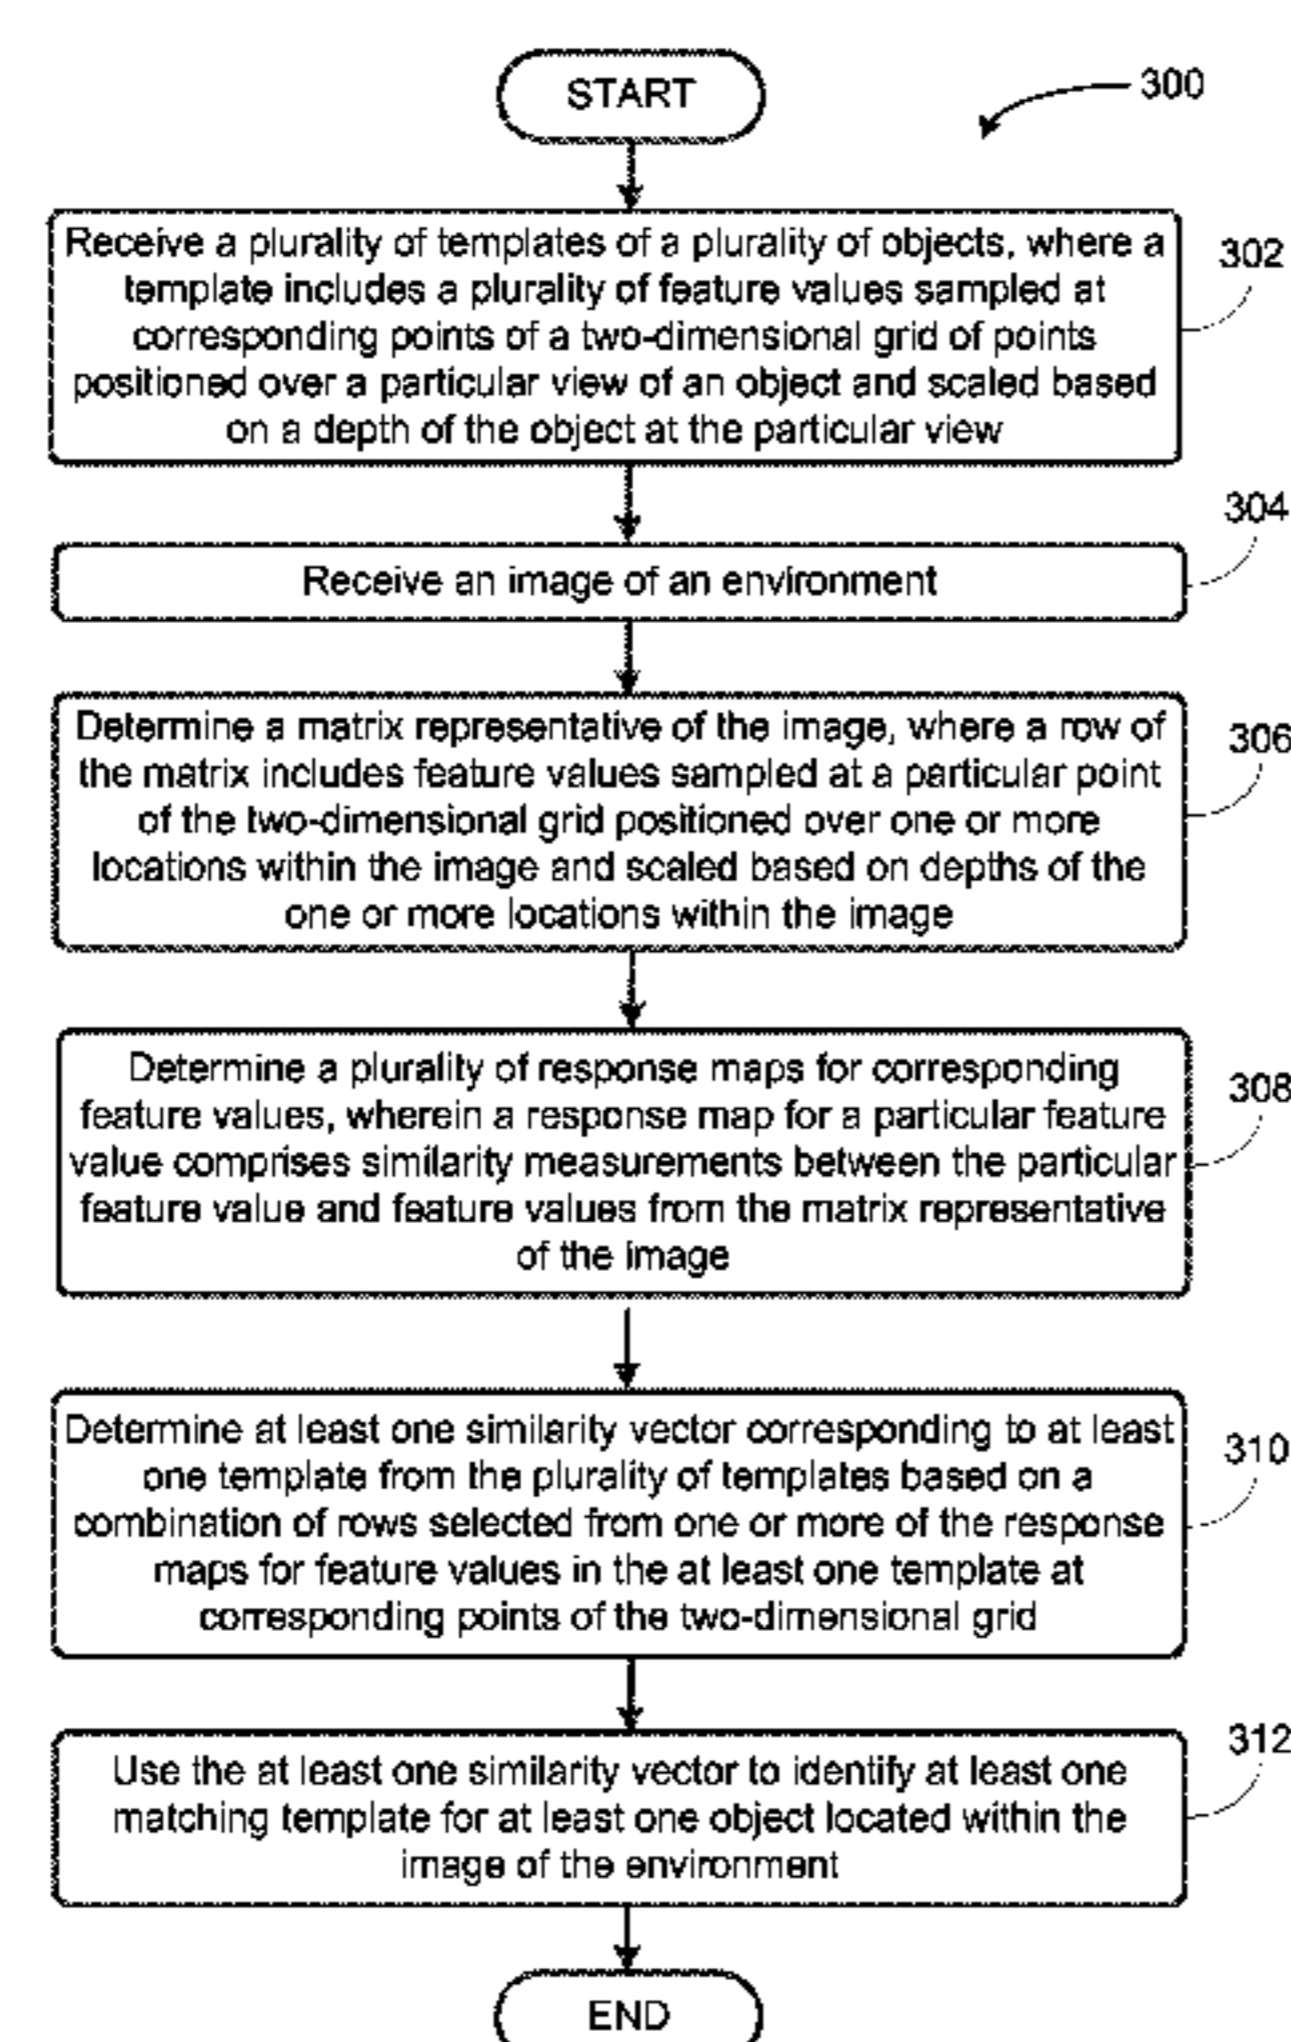 START
300
Receive a plurality of templates of a plurality of objects, where a
template includes a plurality of feature values sampled at
corresponding points of a two-dimensional grid of points
positioned over a particular view of an object and scaled based
on a depth of the object at the particular view
302
304
Receive an image of an environment
Determine a matrix representative of the image, where a row of
the matrix includes feature values sampled at a particular point
of the two-dimensional grid positioned over one or more
locations within the image and scaled based on depths of the
one or more locations within the image
306
Determine a plurality of response maps for corresponding
feature values, wherein a response map for a particular feature
value comprises similarity measurements between the particular
feature value and feature values from the matrix representative
of the image
308
Determine at least one similarity vector corresponding to at least
one template from the plurality of templates based on a
combination of rows selected from one or more of the response
maps for feature values in the at least one template at
corresponding points of the two-dimensional grid
310
312
Use the at least one similarity vector to identify at least one
matching template for at least one object located within the
image of the environment
END